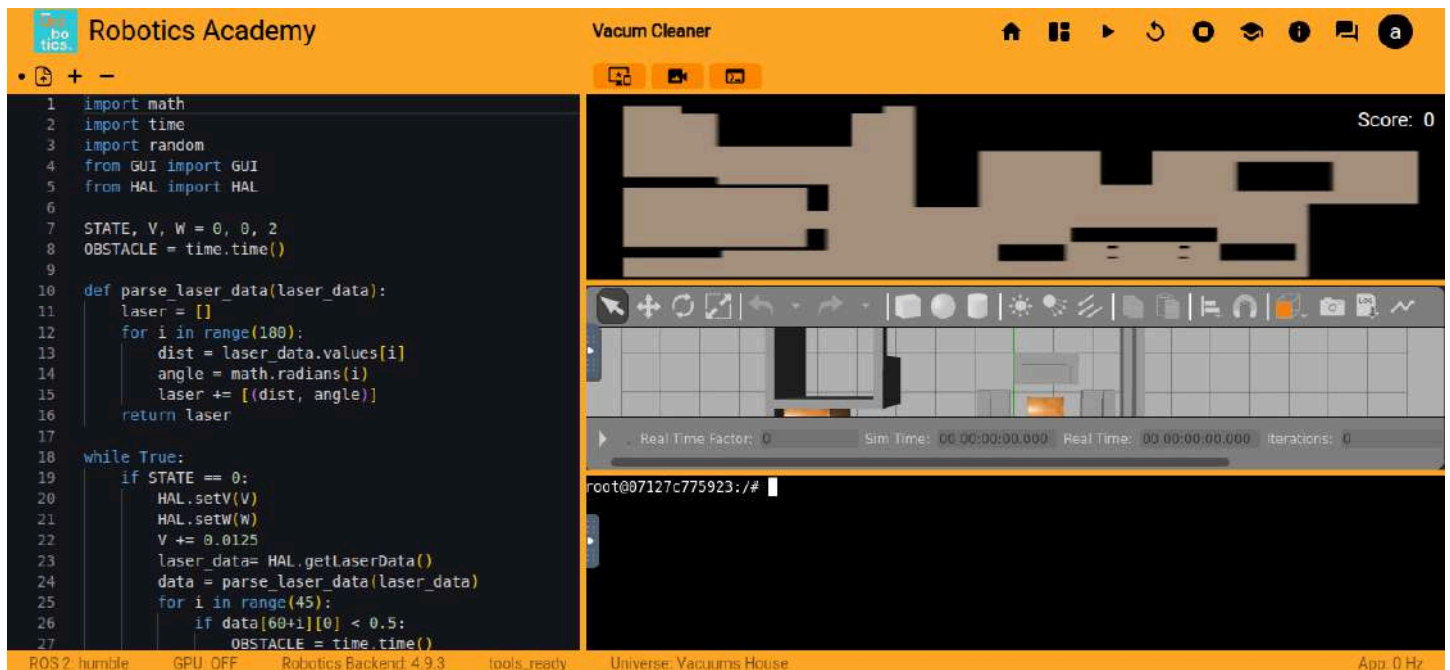 Robotics Academy
Vacum Cleaner
a
bo
tics.
1 import math
2 import time
3 import random
4 from GUI import GUI
5 from HAL import HAL
6
7 STATE, V, W = 0, 0, 2
8 OBSTACLE = time.time()
9
10 def parse_laser_data(laser_data):
11 laser = []
12 for i in range(180):
13 dist = laser_data.values[i]
14 angle = math.radians(i)
15 laser += [(dist, angle)]
16 return laser
17
18 while True:
19 if STATE == 0:
20 HAL.setV(V)
21 HAL.setW(W)
22 V += 0.0125
23 laser_data= HAL.getLaserData()
24 data = parse_laser_data(laser_data)
25 for i in range(45):
26 if data[60+i][0] < 0.5:
27 OBSTACLE = time.time()
Score: 0
LOG
Real Time Factor: 0 Sim Time: 00 00:00:00.000 Real Time: 00 00:00:00.000 Iterations: 0
root@07127c775923:/#
ROS 2: humble GPU: OFF Robotics Backend: 4.9.3 tools_ready Universe: Vacuums House App: 0 Hz